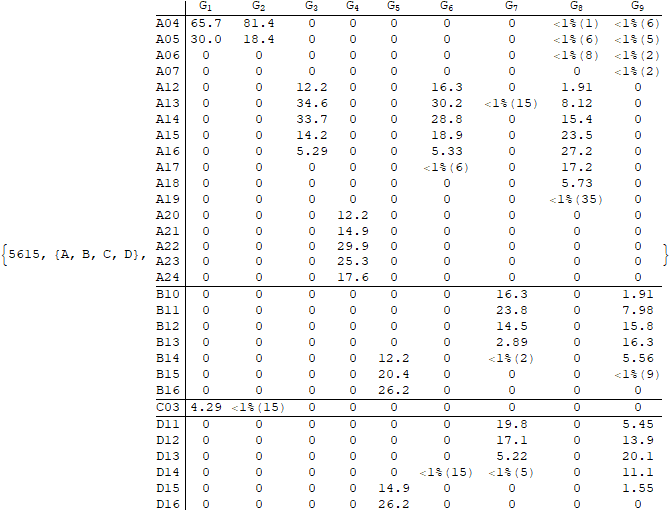 G1 G2 G3 G4 G5 G6 G7 G8 G9
A04 65.7 81.4 0 0 0 0 0 <1%(1) <1%(6)
A05 30.0 18.4 0 0 0 0 0 <1%(6) <1%(5)
A06 0 0 0 0 0 0 0 <1%(8) <1%(2)
A07 0 0 0 0 0 0 0 0 <1%(2)
A12 0 0 12.2 0 0 16.3 0 1.91 0
A13 0 0 34.6 0 0 30.2 <1%(15) 8.12 0
A14 0 0 33.7 0 0 28.8 0 15.4 0
A15 0 0 14.2 0 0 18.9 0 23.5 0
A16 0 0 5.29 0 0 5.33 0 27.2 0
A17 0 0 0 0 0 <1%(6) 0 17.2 0
A18 0 0 0 0 0 0 0 5.73 0
A19 0 0 0 0 0 0 0 <1%(35) 0
A20 0 0 0 12.2 0 0 0 0 0
A21 0 0 0 14.9 0 0 0 0 0
A22 0 0 0 29.9 0 0 0 0 0
{5615, {A, B, C, D}, }
A23 0 0 0 25.3 0 0 0 0 0
A24 0 0 0 17.6 0 0 0 0 0
B10 0 0 0 0 0 0 16.3 0 1.91
B11 0 0 0 0 0 0 23.8 0 7.98
B12 0 0 0 0 0 0 14.5 0 15.8
B13 0 0 0 0 0 0 2.89 0 16.3
B14 0 0 0 0 12.2 0 <1%(2) 0 5.56
B15 0 0 0 0 20.4 0 0 0 <1%(9)
B16 0 0 0 0 26.2 0 0 0 0
C03 4.29 <1%(15) 0 0 0 0 0 0 0
D11 0 0 0 0 0 0 19.8 0 5.45
D12 0 0 0 0 0 0 17.1 0 13.9
D13 0 0 0 0 0 0 5.22 0 20.1
D14 0 0 0 0 0 <1%(15) <1%(5) 0 11.1
D15 0 0 0 0 14.9 0 0 0 1.55
D16 0 0 0 0 26.2 0 0 0 0